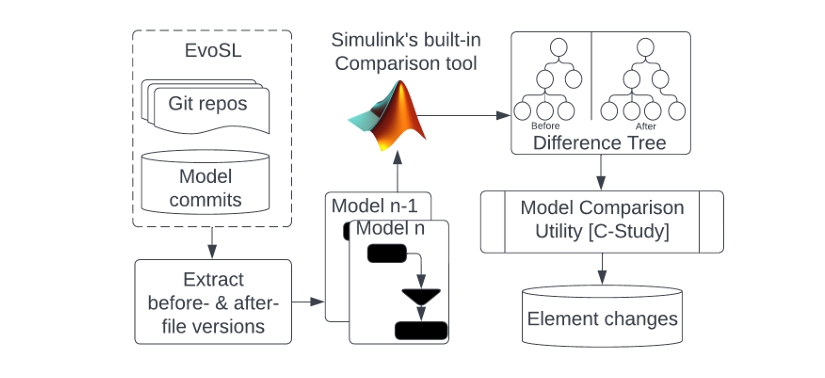 EvoSL
Git repos
Model
commits
Extract
before- & after-
file versions
Model n-1
Model n
Simulink's built-in
Comparison tool
Before
After
Difference Tree
Model Comparison
Utility [C-Study]
Element changes